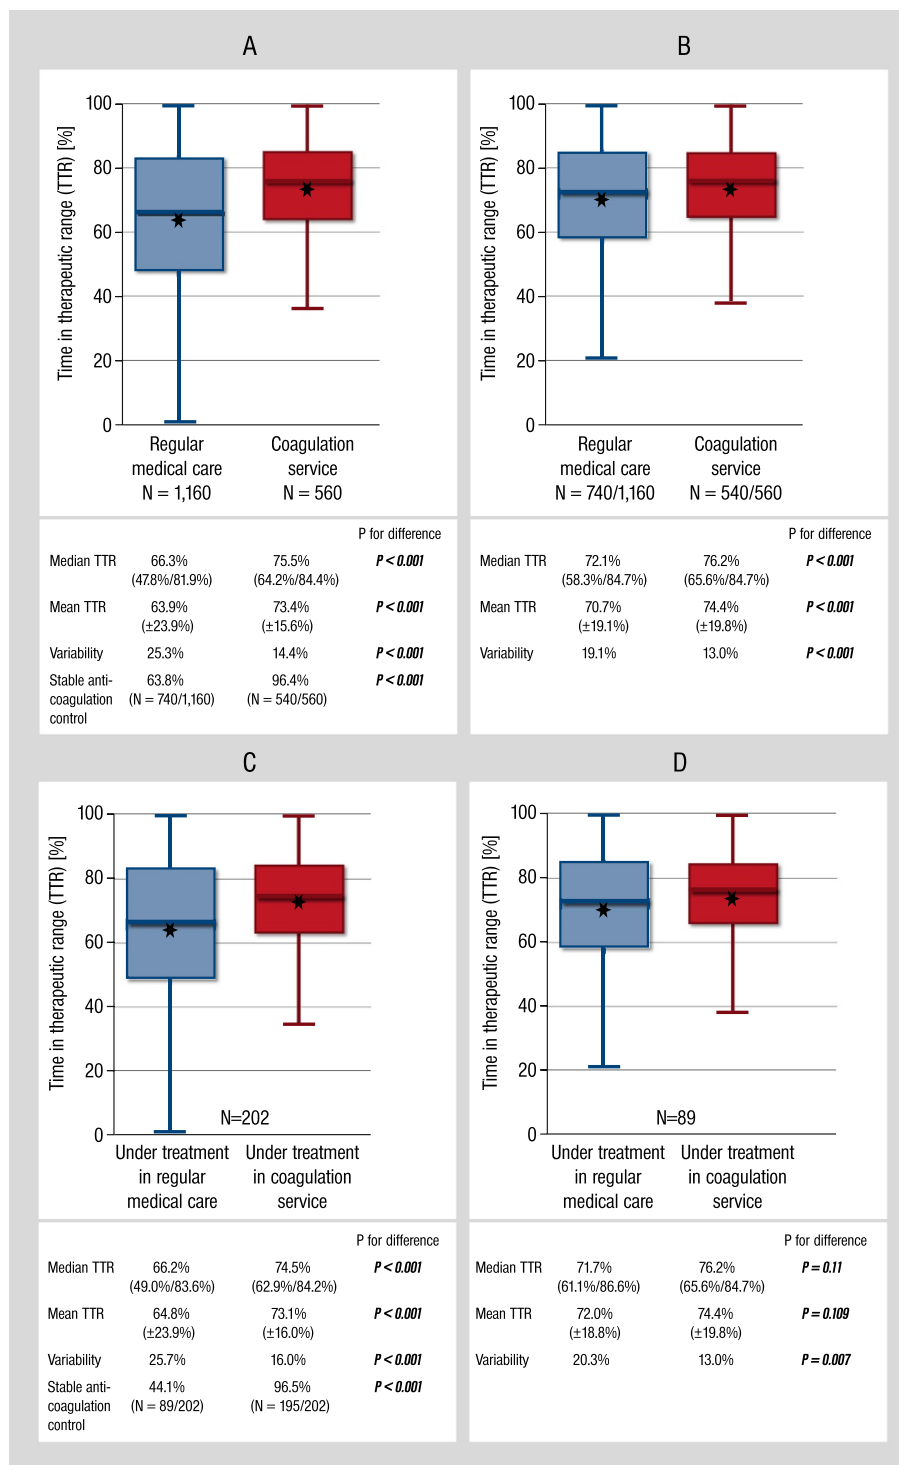 A
Time in therapeutic range (TTR) [%]
100
80
60
40
20
0
Regular
medical care
N = 1,160
Coagulation
service
N = 560
P for difference
Median TTR 66.3% 75.5% P < 0.001
(47.8%/81.9%) (64.2%/84.4%)
Mean TTR 63.9% 73.4% P < 0.001
(±23.9%) (±15.6%)
Variability 25.3% 14.4% P < 0.001
Stable anti- 63.8% 96.4% P < 0.001
coagulation (N = 740/1,160) (N = 540/560)
control
B
Time in therapeutic range (TTR) [%]
100
80
60
40
20
0
Regular
medical care
N = 740/1,160
Coagulation
service
N = 540/560
P for difference
Median TTR 72.1% 76.2% P < 0.001
(58.3%/84.7%) (65.6%/84.7%)
Mean TTR 70.7% 74.4% P < 0.001
(±19.1%) (±19.8%)
Variability 19.1% 13.0% P < 0.001
C
Time in therapeutic range (TTR) [%]
100
80
60
40
20
0
N=202
Under treatment
in regular
medical care
Under treatment
in coagulation
service
P for difference
Median TTR 66.2% 74.5% P < 0.001
(49.0%/83.6%) (62.9%/84.2%)
Mean TTR 64.8% 73.1% P < 0.001
(±23.9%) (±16.0%)
Variability 25.7% 16.0% P < 0.001
Stable anti- 44.1% 96.5% P < 0.001
coagulation (N = 89/202) (N = 195/202)
control
D
Time in therapeutic range (TTR) [%]
100
80
60
40
20
0
N=89
Under treatment
in regular
medical care
Under treatment
in coagulation
service
P for difference
Median TTR 71.7% 76.2% P = 0.11
(61.1%/86.6%) (65.6%/84.7%)
Mean TTR 72.0% 74.4% P = 0.109
(±18.8%) (±19.8%)
Variability 20.3% 13.0% P = 0.007